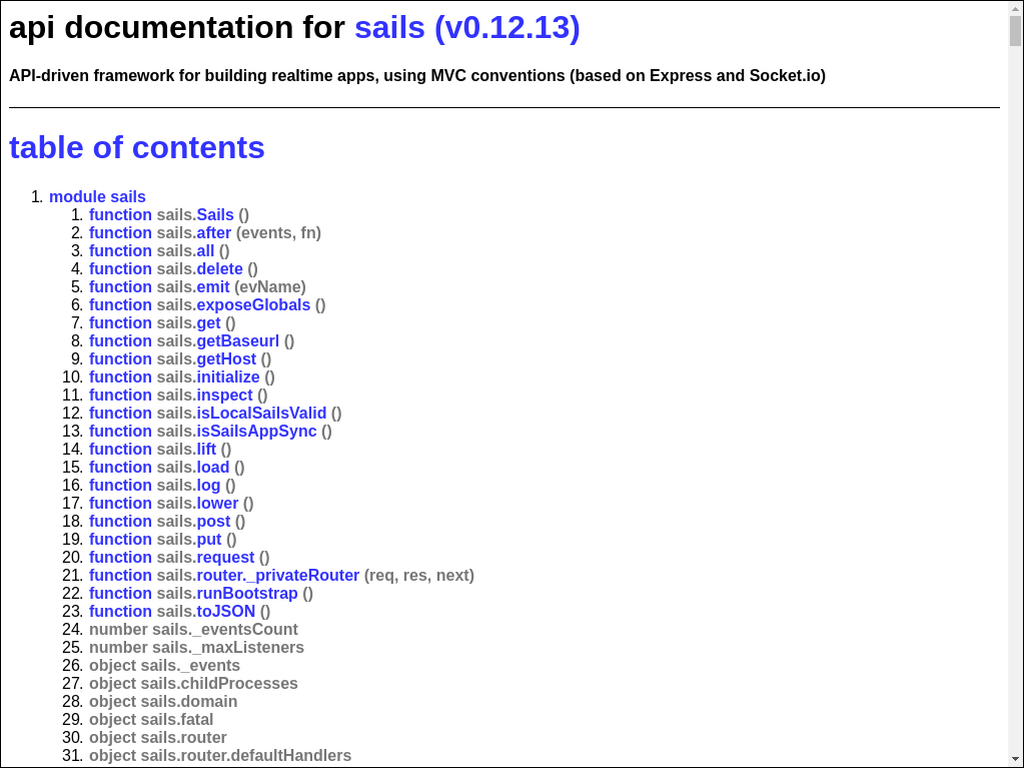 api documentation for sails (v0.12.13)
API-driven framework for building realtime apps, using MVC conventions (based on Express and Socket.io)
table of contents
1. module sails
1. function sails.Sails ()
2. function sails.after (events, fn)
3. function sails.all ()
4. function sails.delete ()
5. function sails.emit (evName)
6. function sails.exposeGlobals ()
7. function sails.get ()
8. function sails.getBaseurl ()
9. function sails.getHost ()
10. function sails.initialize ()
11. function sails.inspect ()
12. function sails.isLocalSailsValid ()
13. function sails.isSailsAppSync ()
14. function sails.lift ()
15. function sails.load ()
16. function sails.log ()
17. function sails.lower ()
18. function sails.post ()
19. function sails.put ()
20. function sails.request ()
21. function sails.router._privateRouter (req, res, next)
22. function sails.runBootstrap ()
23. function sails.toJSON ()
24. number sails._eventsCount
25. number sails._maxListeners
26. object sails._events
27. object sails.childProcesses
28. object sails.domain
29. object sails.fatal
30. object sails.router
31. object sails.router.defaultHandlers